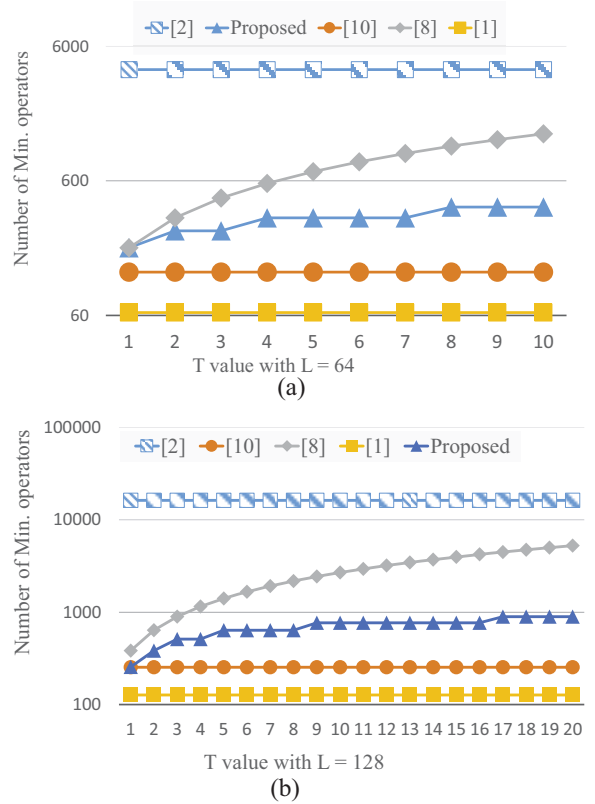 [2] Proposed [10] [8] [1]
6000
600
60
Number of Min. operators
1 2 3 4 5 6 7 8 9 10
T value with L = 64
(a)
100000
[2] [10] [8] [1] Proposed
10000
1000
100
Number of Min. operators
1 2 3 4 5 6 7 8 9 10 11 12 13 14 15 16 17 18 19 20
T value with L = 128
(b)